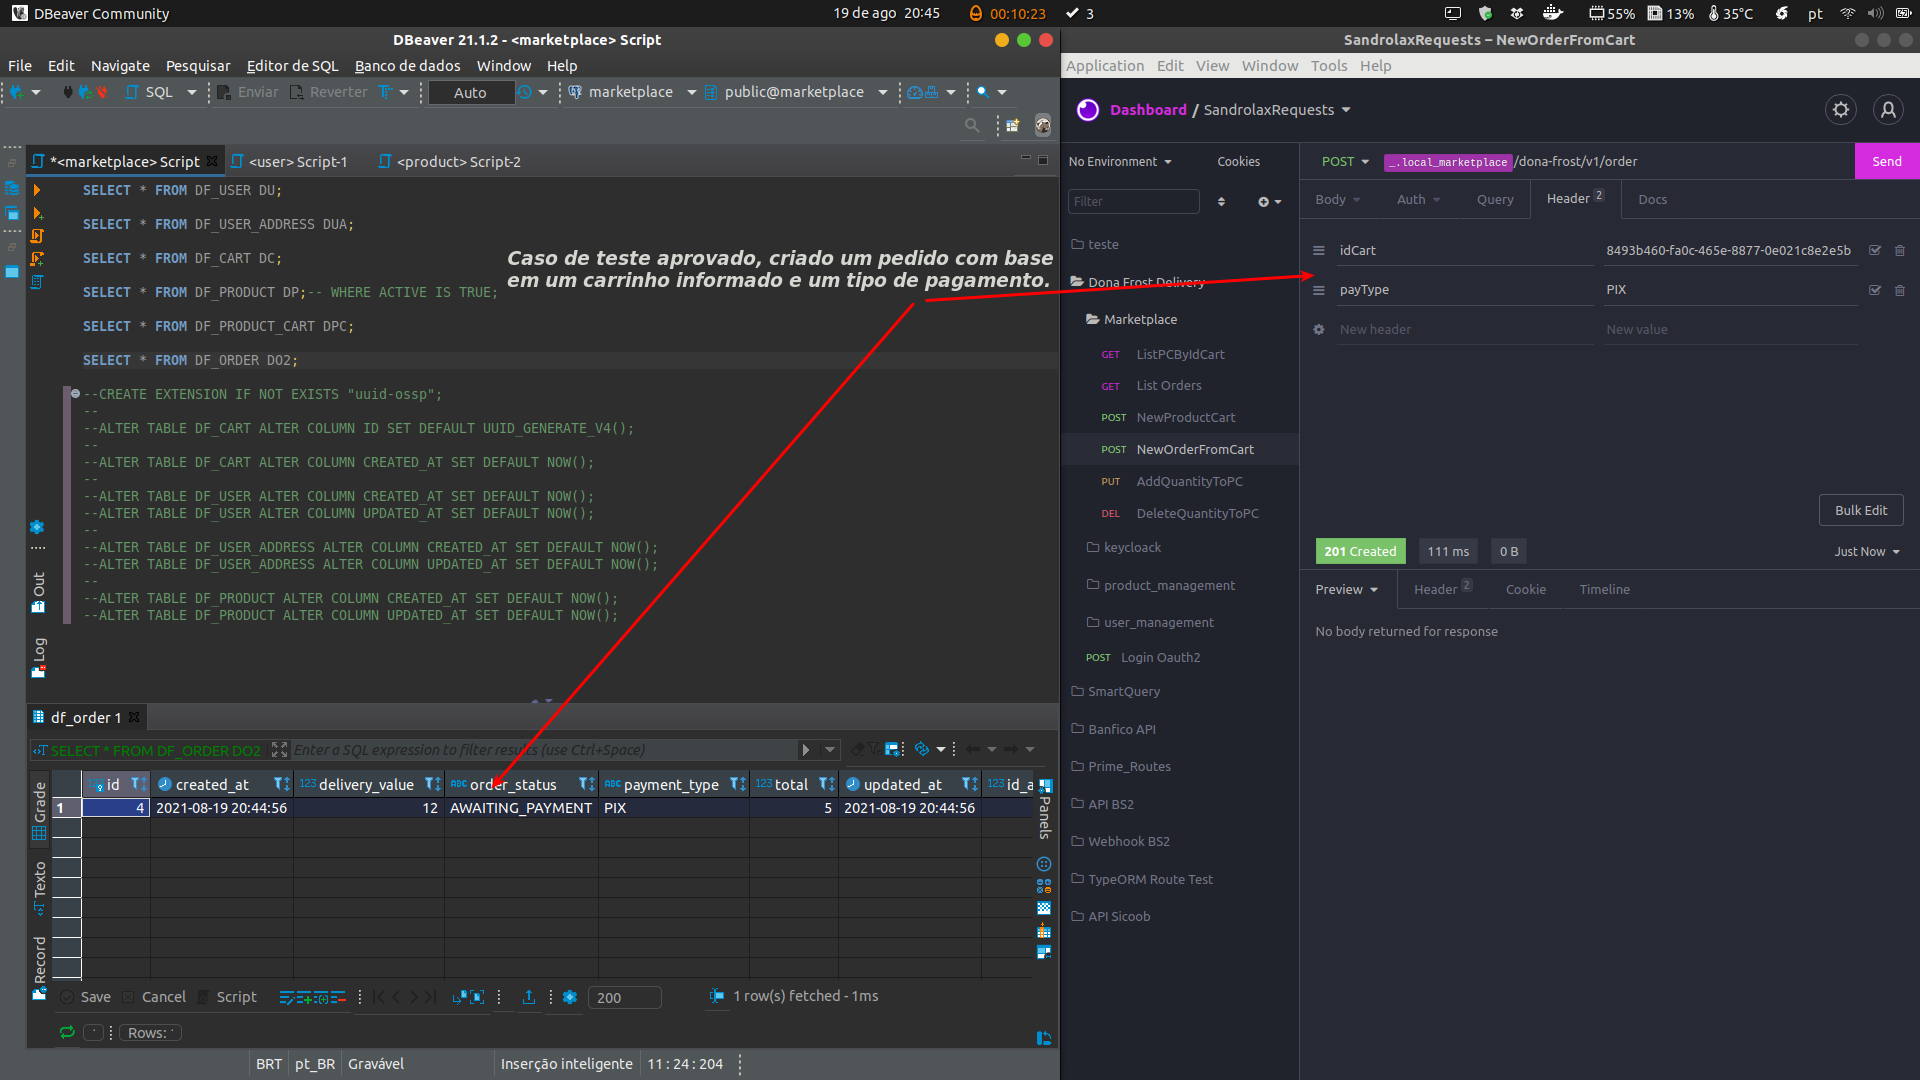 DBeaver Community
19 de ago 20:45 00:10:23 3
55% 13% 35°C pt
DBeaver 21.1.2 - <marketplace> Script
File Edit Navigate Pesquisar Editor de SQL Banco de dados Window Help
SQL Enviar Reverter Auto marketplace public@marketplace
*<marketplace> Script <user> Script-1 <product> Script-2
SELECT * FROM DF_USER DU;
SELECT * FROM DF_USER_ADDRESS DUA;
SELECT * FROM DF_CART DC;
SELECT * FROM DF_PRODUCT DP;-- WHERE ACTIVE IS TRUE;
SELECT * FROM DF_PRODUCT_CART DPC;
SELECT * FROM DF_ORDER DO2;
Caso de teste aprovado, criado um pedido com base
em um carrinho informado e um tipo de pagamento.
--CREATE EXTENSION IF NOT EXISTS "uuid-ossp";
--
--ALTER TABLE DF_CART ALTER COLUMN ID SET DEFAULT UUID_GENERATE_V4();
--
--ALTER TABLE DF_CART ALTER COLUMN CREATED_AT SET DEFAULT NOW();
--
--ALTER TABLE DF_USER ALTER COLUMN CREATED_AT SET DEFAULT NOW();
--ALTER TABLE DF_USER ALTER COLUMN UPDATED_AT SET DEFAULT NOW();
--
--ALTER TABLE DF_USER_ADDRESS ALTER COLUMN CREATED_AT SET DEFAULT NOW();
--ALTER TABLE DF_USER_ADDRESS ALTER COLUMN UPDATED_AT SET DEFAULT NOW();
--
--ALTER TABLE DF_PRODUCT ALTER COLUMN CREATED_AT SET DEFAULT NOW();
--ALTER TABLE DF_PRODUCT ALTER COLUMN UPDATED_AT SET DEFAULT NOW();
Out
Log
df_order 1
SELECT * FROM DF_ORDER DO2 Enter a SQL expression to filter results (use Ctrl+Space)
Grade
Texto
Record
Panels
id created_at 123 delivery_value ABC order_status ABC payment_type 123 total updated_at 123 id_a
1 4 2021-08-19 20:44:56 12 AWAITING_PAYMENT PIX 5 2021-08-19 20:44:56
Save Cancel Script 200 1 row(s) fetched - 1ms
Rows:
BRT pt_BR Gravável Inserção inteligente 11 : 24 : 204
SandrolaxRequests – NewOrderFromCart
Application Edit View Window Tools Help
Dashboard / SandrolaxRequests
No Environment Cookies
Filter
teste
Dona Frost Delivery
Marketplace
GET ListPCByIdCart
GET List Orders
POST NewProductCart
POST NewOrderFromCart
PUT AddQuantityToPC
DEL DeleteQuantityToPC
keycloack
product_management
user_management
POST Login Oauth2
SmartQuery
Banfico API
Prime_Routes
API BS2
Webhook BS2
TypeORM Route Test
API Sicoob
POST _.local_marketplace /dona-frost/v1/order Send
Body Auth Query Header 2 Docs
idCart 8493b460-fa0c-465e-8877-0e021c8e2e5b
payType PIX
New header New value
Bulk Edit
201 Created 111 ms 0 B Just Now
Preview Header 2 Cookie Timeline
No body returned for response